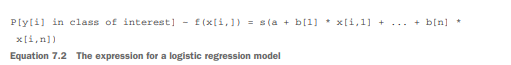 P[y[i] in class of interest] ~ f(x[i,]) = s(a + b[1] * x[i,1] + ... + b[n] *
x[i,n])
Equation 7.2 The expression for a logistic regression model